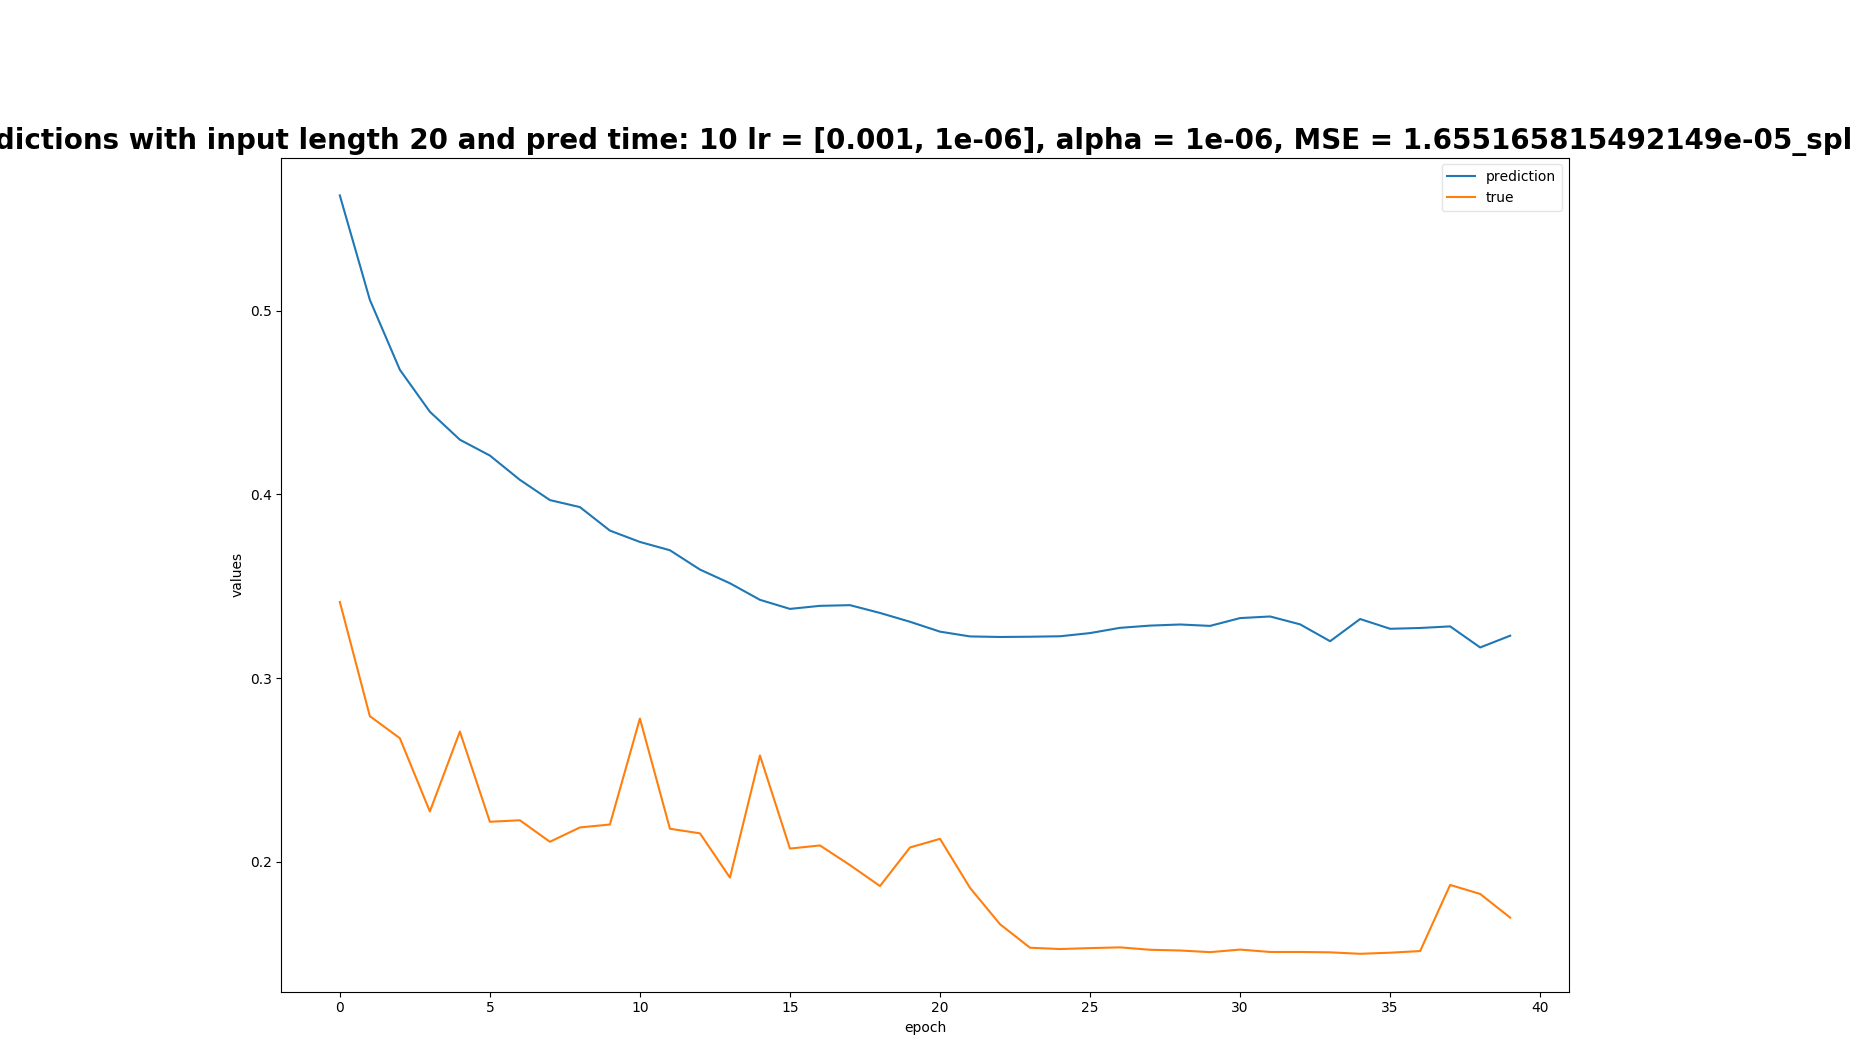 dictions with input length 20 and pred time: 10 lr = [0.001, 1e-06], alpha = 1e-06, MSE = 1.655165815492149e-05_spl
prediction
true
0.5
0.4
0.3
0.2
values
0
5
10
15
20
25
30
35
40
epoch